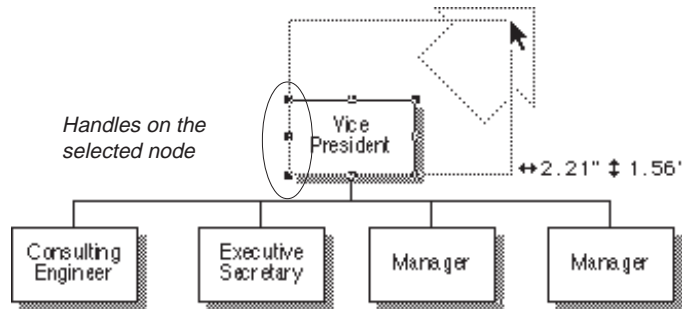 Handles on the
selected node
Vice
President
↔2.21" ↕ 1.56"
Consulting
Engineer
Executive
Secretary
Manager
Manager